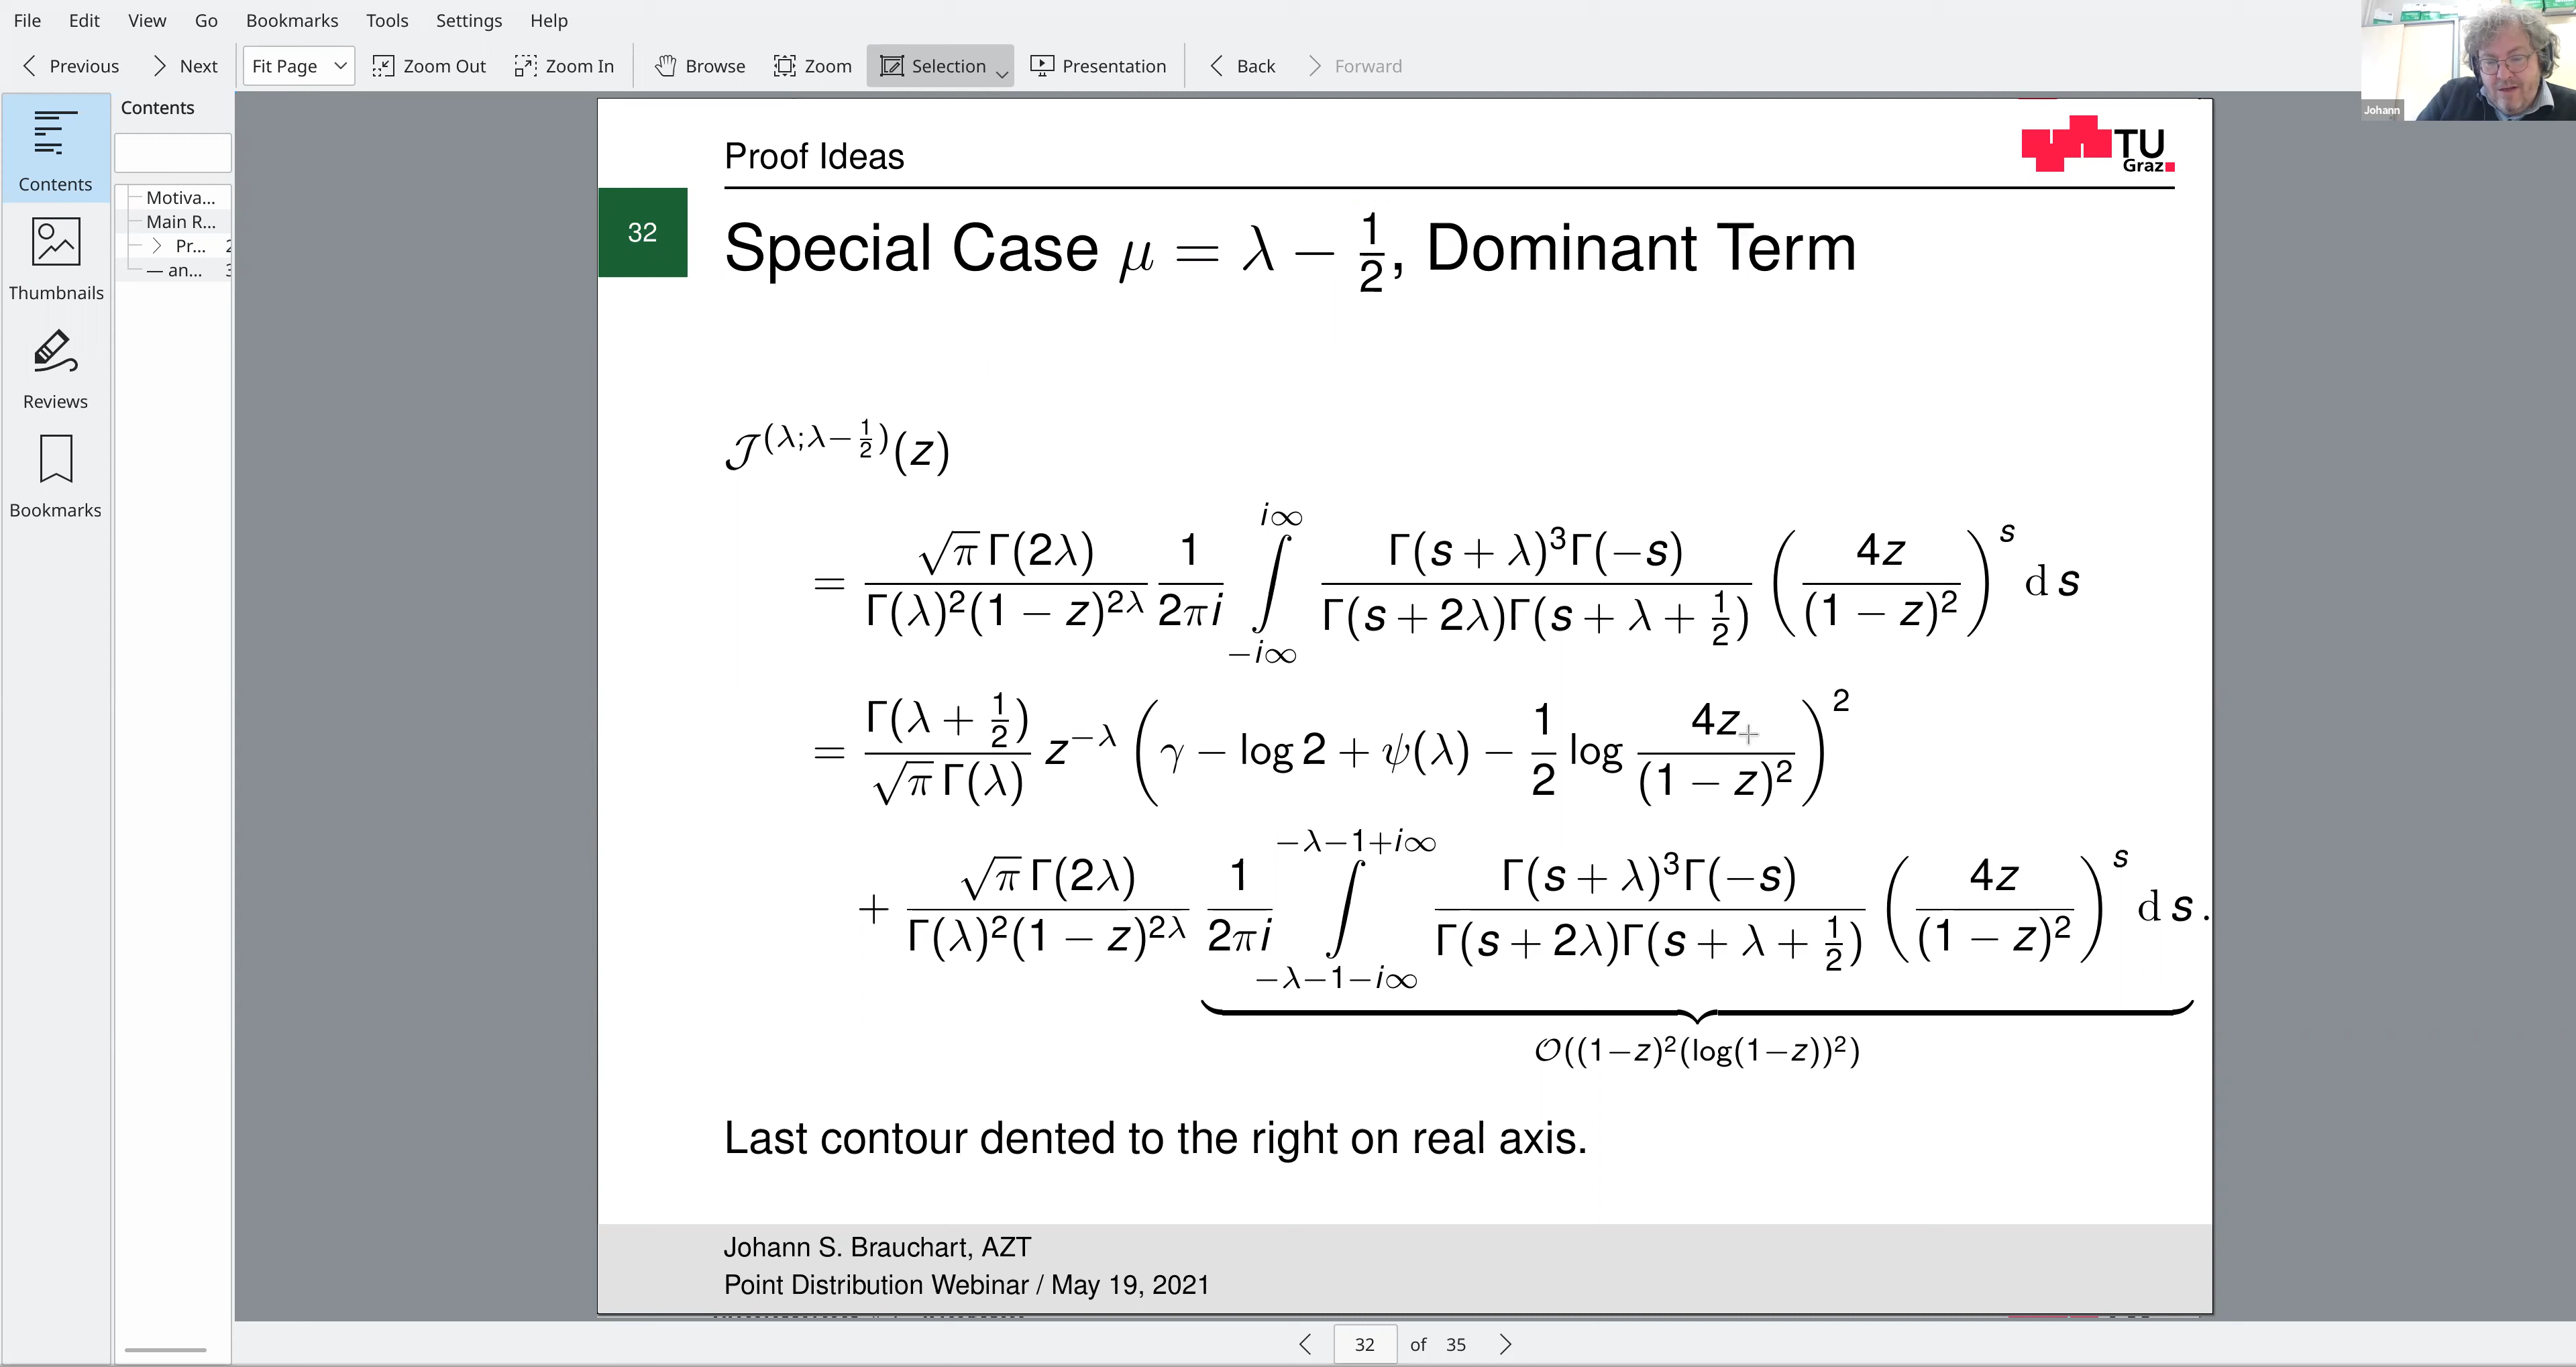 File Edit View Go Bookmarks Tools Settings Help
Previous Next Fit Page Zoom Out Zoom In Browse Zoom Selection Presentation Back Forward
Johann
Contents
Thumbnails
Reviews
Bookmarks
Contents
Motiva...
Main R...
Pr... 2
— an... 3
Proof Ideas
TU
Graz
32
Special Case μ = λ − 1/2, Dominant Term
𝒥^(λ;λ−1/2)(z)
= √π Γ(2λ) / (Γ(λ)²(1 − z)^2λ) 1/(2πi) ∫_{−i∞}^{i∞} Γ(s + λ)³Γ(−s) / (Γ(s + 2λ)Γ(s + λ + 1/2)) (4z / (1 − z)²)^s d s
= Γ(λ + 1/2) / (√π Γ(λ)) z^−λ (γ − log 2 + ψ(λ) − 1/2 log 4z / (1 − z)²)²
+ √π Γ(2λ) / (Γ(λ)²(1 − z)^2λ) 1/(2πi) ∫_{−λ−1−i∞}^{−λ−1+i∞} Γ(s + λ)³Γ(−s) / (Γ(s + 2λ)Γ(s + λ + 1/2)) (4z / (1 − z)²)^s d s .
𝒪((1−z)²(log(1−z))²)
Last contour dented to the right on real axis.
Johann S. Brauchart, AZT
Point Distribution Webinar / May 19, 2021
32 of 35